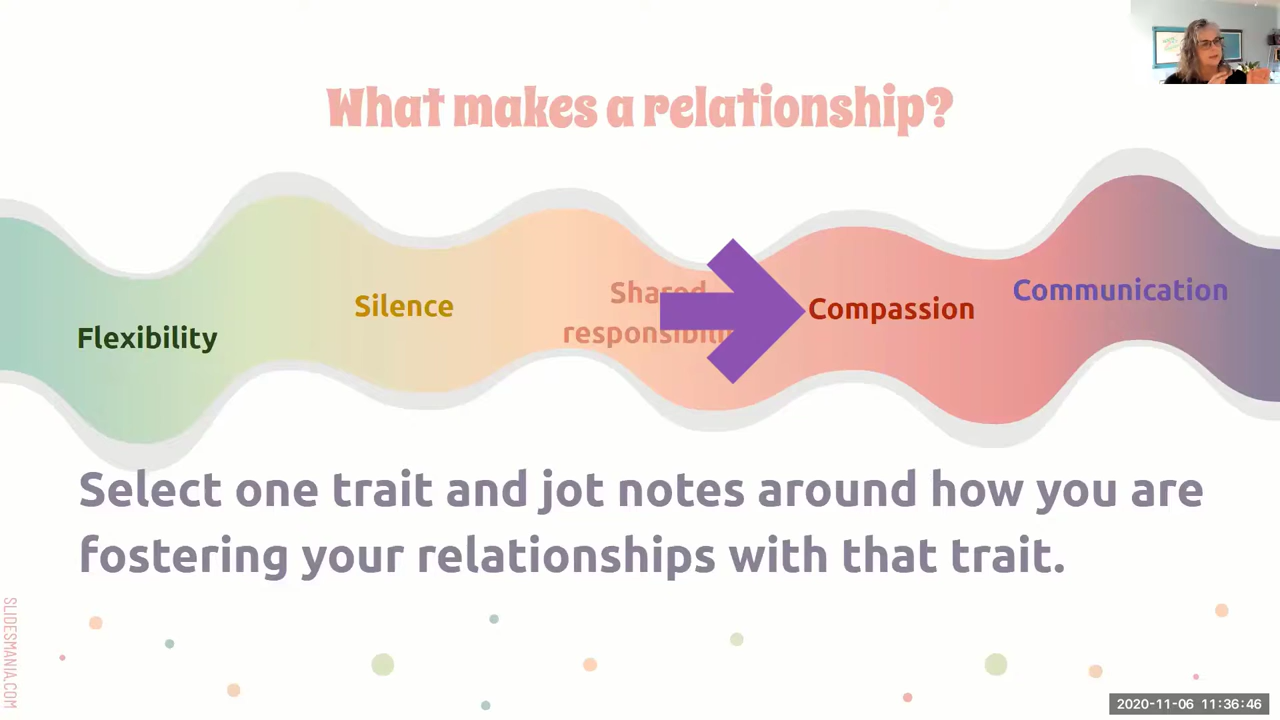 What makes a relationship?
Flexibility
Silence
Shared
Compassion
Communication
Select one trait and jot notes around how you are
fostering your relationships with that trait.
SLIDESMANIA.COM
2020-11-06 11:36:46